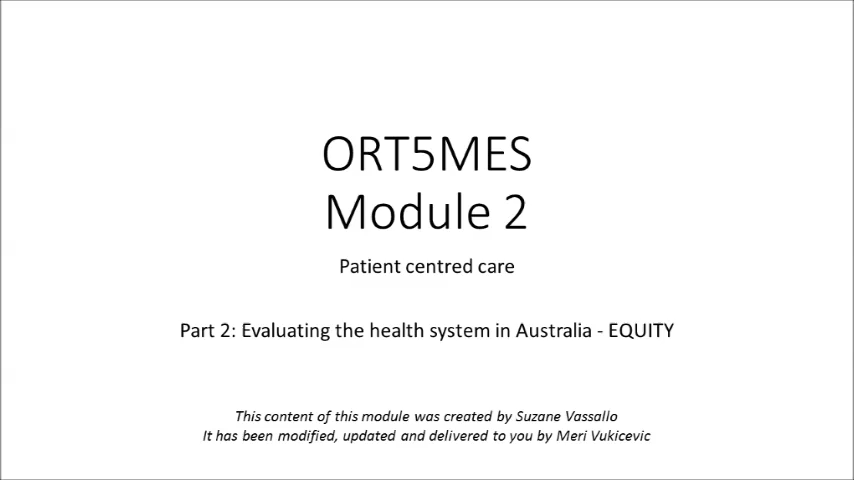 ORT5MES
Module 2
Patient centred care
Part 2: Evaluating the health system in Australia - EQUITY
This content of this module was created by Suzane Vassallo
It has been modified, updated and delivered to you by Meri Vukicevic